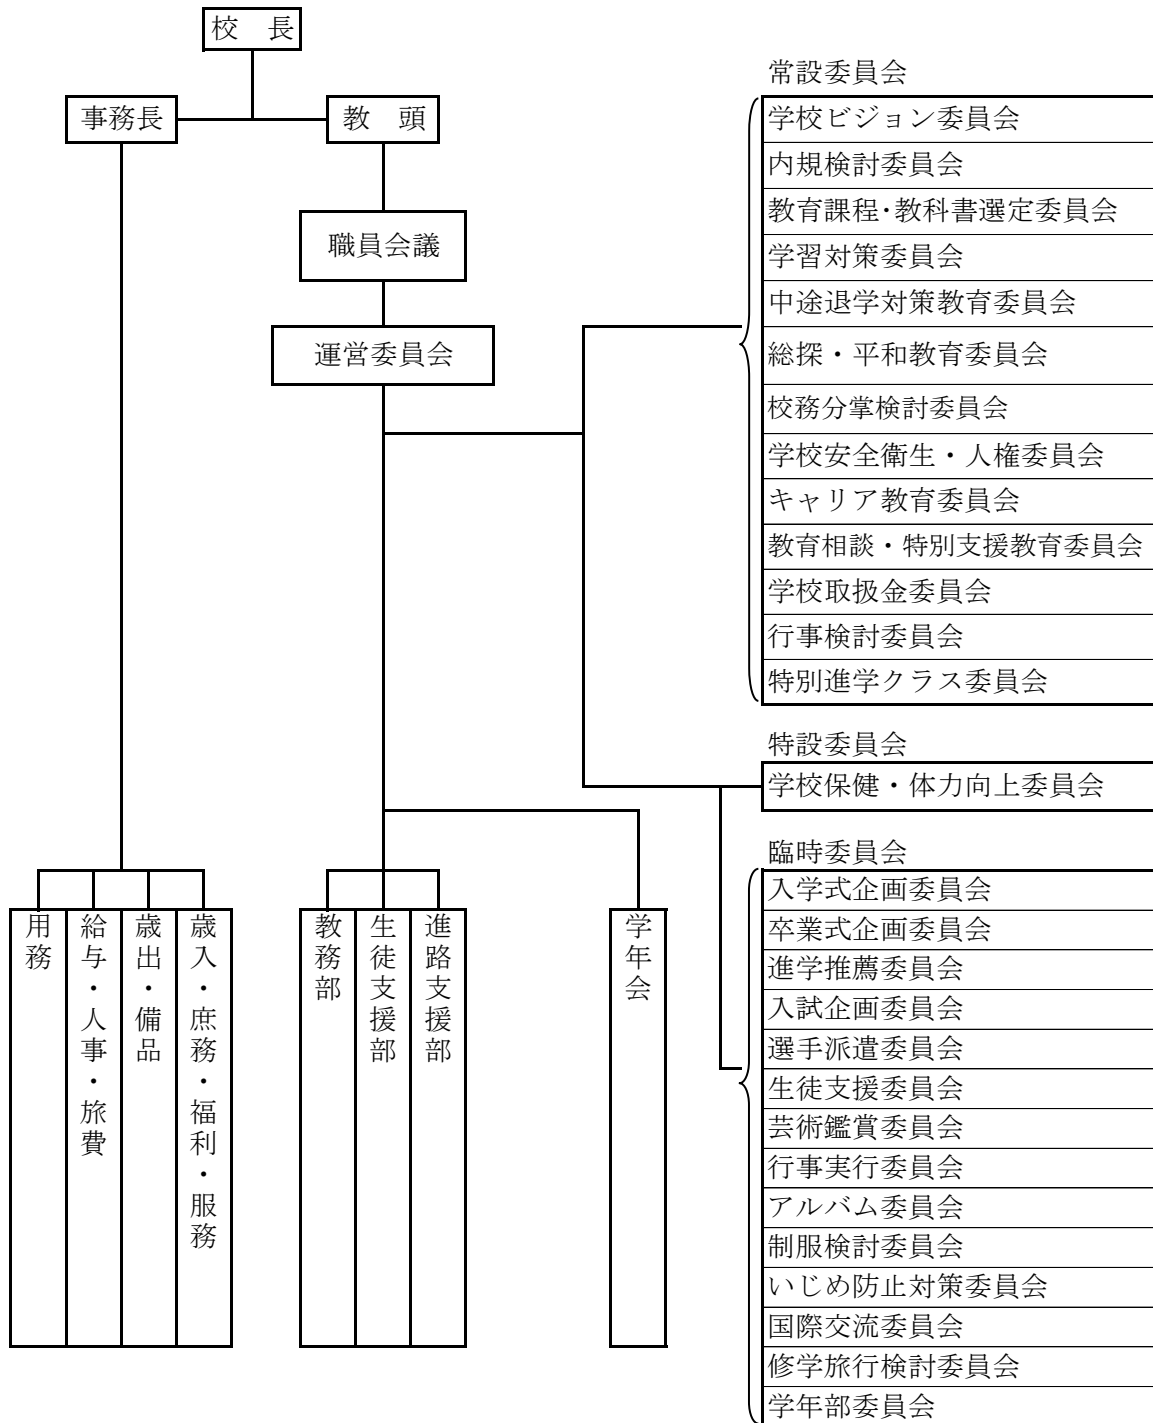 校　長
事務長
教　頭
職員会議
運営委員会
常設委員会
学校ビジョン委員会
内規検討委員会
教育課程・教科書選定委員会
学習対策委員会
中途退学対策教育委員会
総探・平和教育委員会
校務分掌検討委員会
学校安全衛生・人権委員会
キャリア教育委員会
教育相談・特別支援教育委員会
学校取扱金委員会
行事検討委員会
特別進学クラス委員会
特設委員会
学校保健・体力向上委員会
臨時委員会
入学式企画委員会
卒業式企画委員会
進学推薦委員会
入試企画委員会
選手派遣委員会
生徒支援委員会
芸術鑑賞委員会
行事実行委員会
アルバム委員会
制服検討委員会
いじめ防止対策委員会
国際交流委員会
修学旅行検討委員会
学年部委員会
用務
給与・人事・旅費
歳出・備品
歳入・庶務・福利・服務
教務部
生徒支援部
進路支援部
学年会